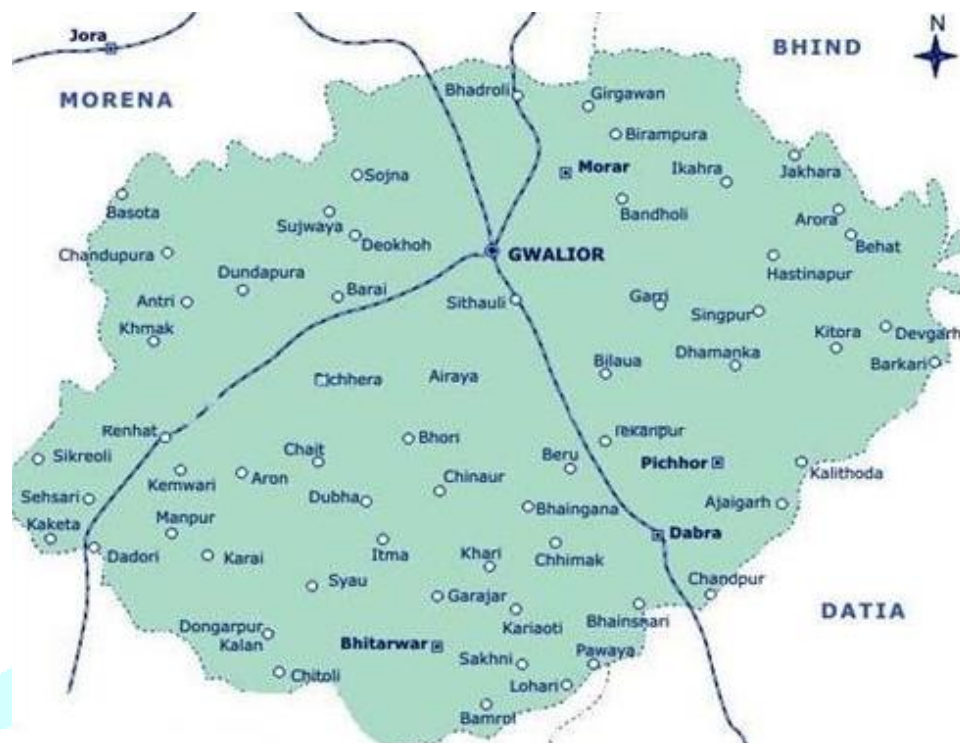 N
Jora
BHIND
MORENA
Bhadroli
Girgawan
Birampura
Morar
Ikahra
Jakhara
Sojna
Basota
Bandholi
Arora
Sujwaya
Deokhoh
Behat
Chandupura
GWALIOR
Hastinapur
Dundapura
Barai
Antri
Sithauli
Garri
Singpur
Khmak
Kitora
Devgarh
Bilaua
Dhamanka
Barkari
Airaya
Renhat
Bhori
Tekanpur
Chait
Sikreoli
Beru
Pichhor
Kalithoda
Kemwari
Aron
Chinaur
Sehsari
Dubha
Bhaingana
Ajaigarh
Kaketa
Manpur
Dabra
Dadori
Karai
Itma
Khari
Chhimak
Syau
Chandpur
Garajar
DATIA
Kariaoti
Dongarpur
Kalan
Bhitarwar
Sakhni
Pawaya
Chitoli
Lohari
Bamrol